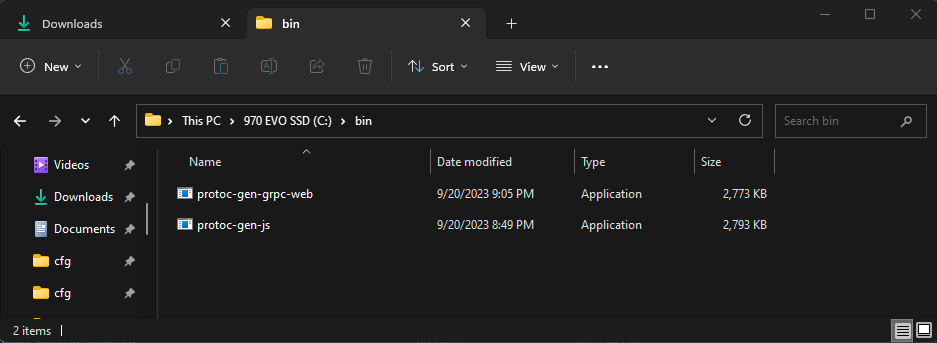 Downloads
bin
New
Sort
View
This PC > 970 EVO SSD (C:) > bin
Search bin
Name Date modified Type Size
Videos
Downloads
Documents
cfg
cfg
protoc-gen-grpc-web 9/20/2023 9:05 PM Application 2,773 KB
protoc-gen-js 9/20/2023 8:49 PM Application 2,793 KB
2 items